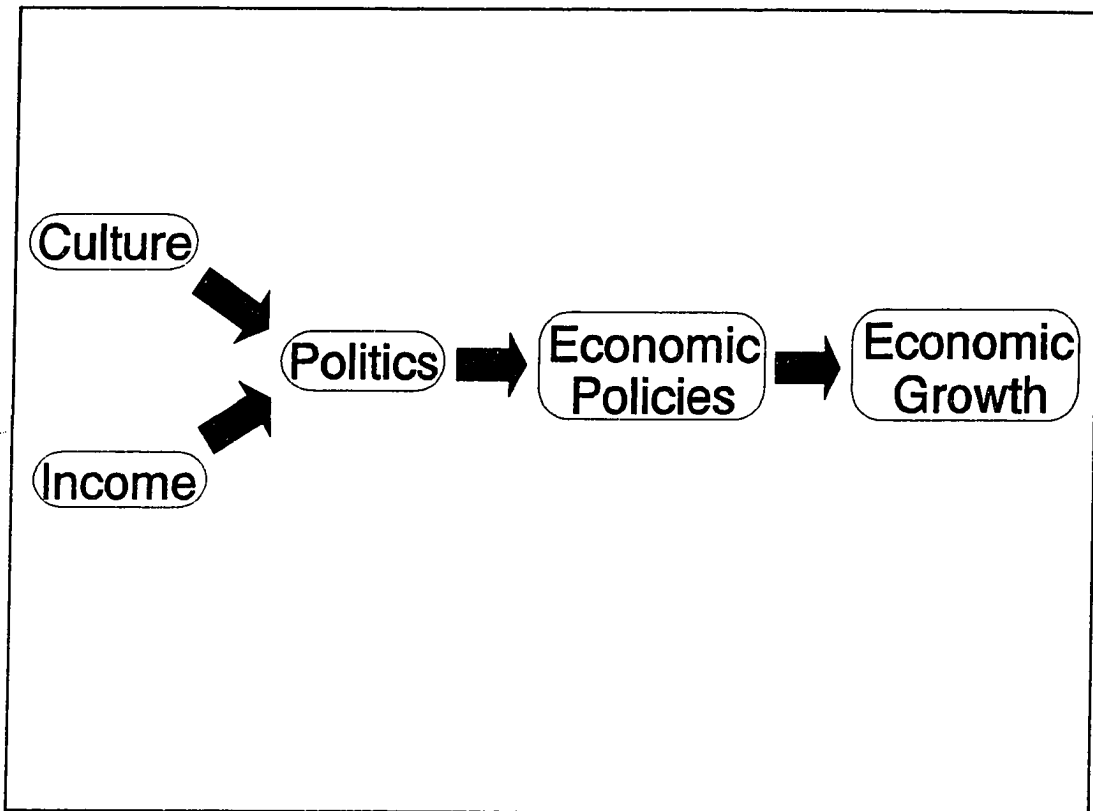 Culture
Income
Politics
Economic
Policies
Economic
Growth